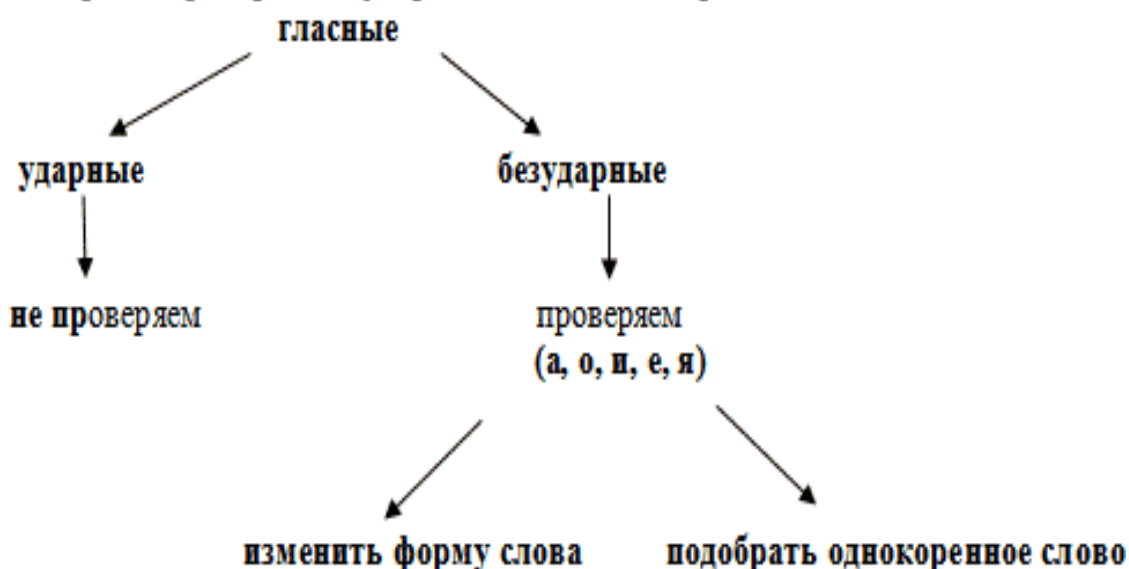 гласные
ударные безударные
не проверяем проверяем
(а, о, и, е, я)
изменить форму слова подобрать однокоренное слово